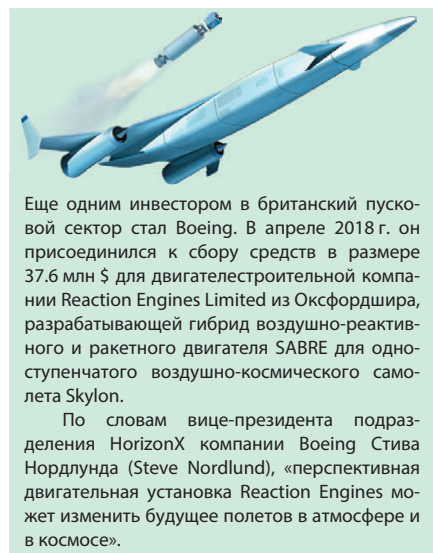 Еще одним инвестором в британский пуско-
вой сектор стал Boeing. В апреле 2018 г. он
присоединился к сбору средств в размере
37.6 млн $ для двигателестроительной компа-
нии Reaction Engines Limited из Оксфордшира,
разрабатывающей гибрид воздушно-реактив-
ного и ракетного двигателя SABRE для одно-
ступенчатого воздушно-космического само-
лета Skylon.
По словам вице-президента подраз-
деления HorizonX компании Boeing Стива
Нордлунда (Steve Nordlund), «перспективная
двигательная установка Reaction Engines мо-
жет изменить будущее полетов в атмосфере и
в космосе».